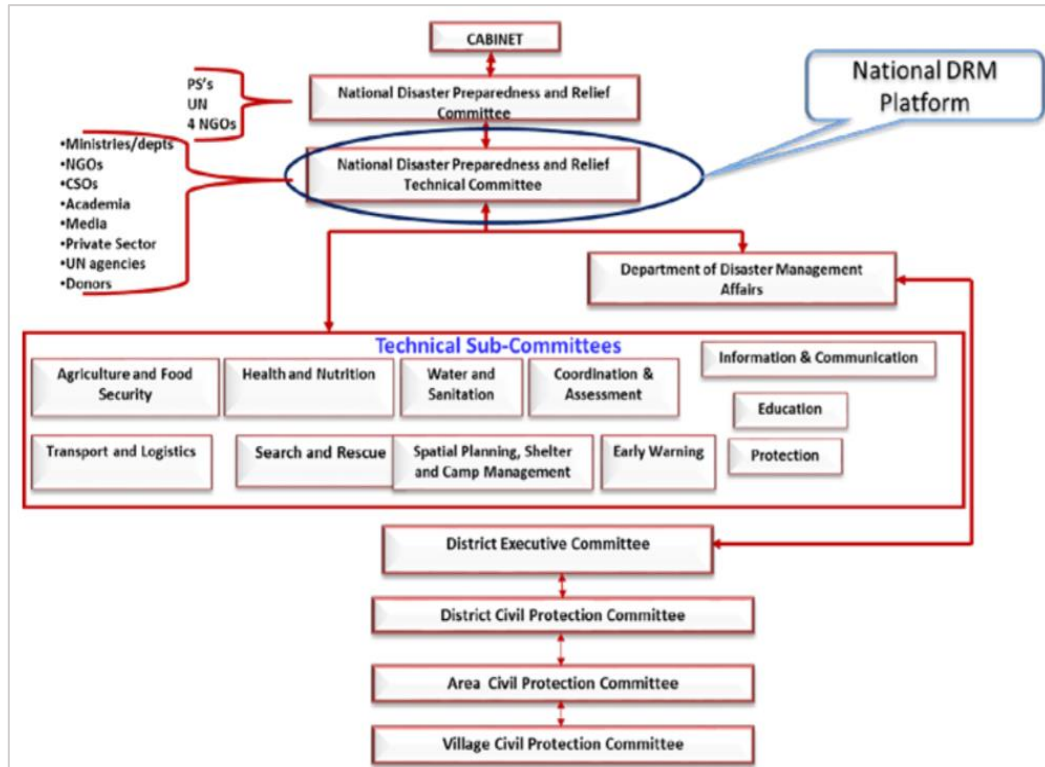 CABINET
PS's
UN
4 NGOs
National Disaster Preparedness and Relief
Committee
National DRM
Platform
•Ministries/depts
•NGOs
•CSOs
•Academia
•Media
•Private Sector
•UN agencies
•Donors
National Disaster Preparedness and Relief
Technical Committee
Department of Disaster Management
Affairs
Technical Sub-Committees
Agriculture and Food
Security
Health and Nutrition
Water and
Sanitation
Coordination &
Assessment
Information & Communication
Education
Transport and Logistics
Search and Rescue
Spatial Planning, Shelter
and Camp Management
Early Warning
Protection
District Executive Committee
District Civil Protection Committee
Area Civil Protection Committee
Village Civil Protection Committee